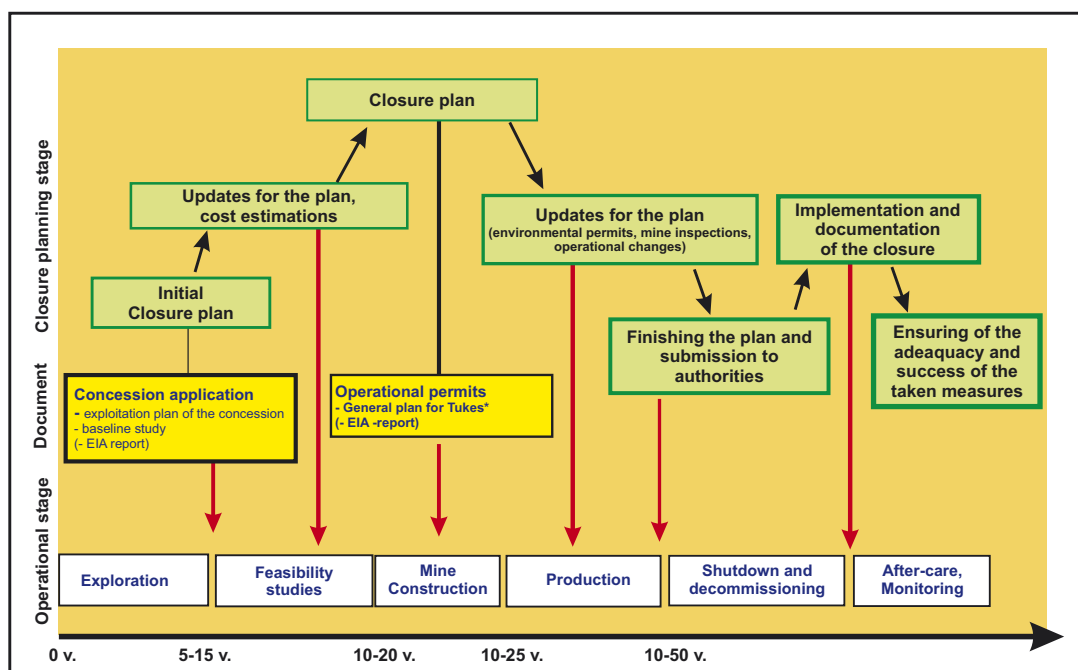 Closure planning stage
Document
Operational stage
Closure plan
Updates for the plan,
cost estimations
Initial
Closure plan
Updates for the plan
(environmental permits, mine inspections,
operational changes)
Implementation and
documentation
of the closure
Finishing the plan and
submission to
authorities
Ensuring of the
adeaquacy and
success of the
taken measures
Concession application
- exploitation plan of the concession
- baseline study
(- EIA report)
Operational permits
- General plan for Tukes*
(- EIA -report)
Exploration
Feasibility
studies
Mine
Construction
Production
Shutdown and
decommissioning
After-care,
Monitoring
0 v.
5-15 v.
10-20 v.
10-25 v.
10-50 v.